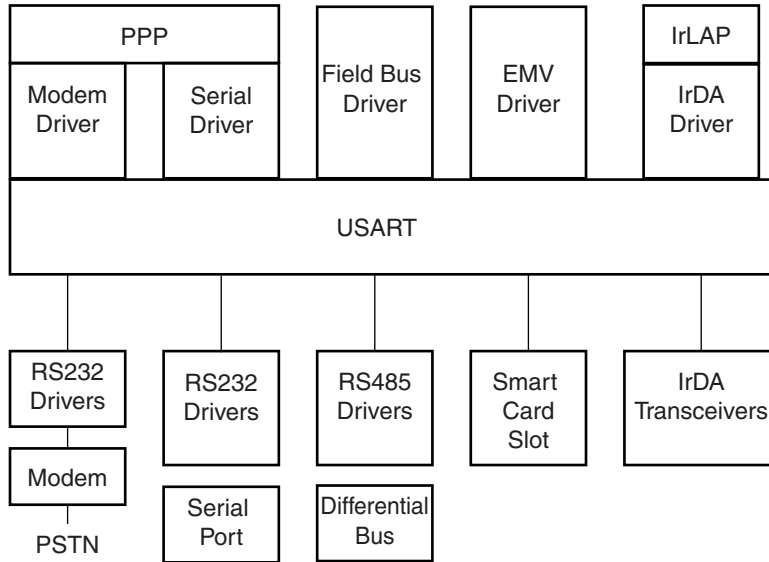 PPP
Modem
Driver
Serial
Driver
Field Bus
Driver
EMV
Driver
IrLAP
IrDA
Driver
USART
RS232
Drivers
Modem
PSTN
RS232
Drivers
Serial
Port
RS485
Drivers
Differential
Bus
Smart
Card
Slot
IrDA
Transceivers